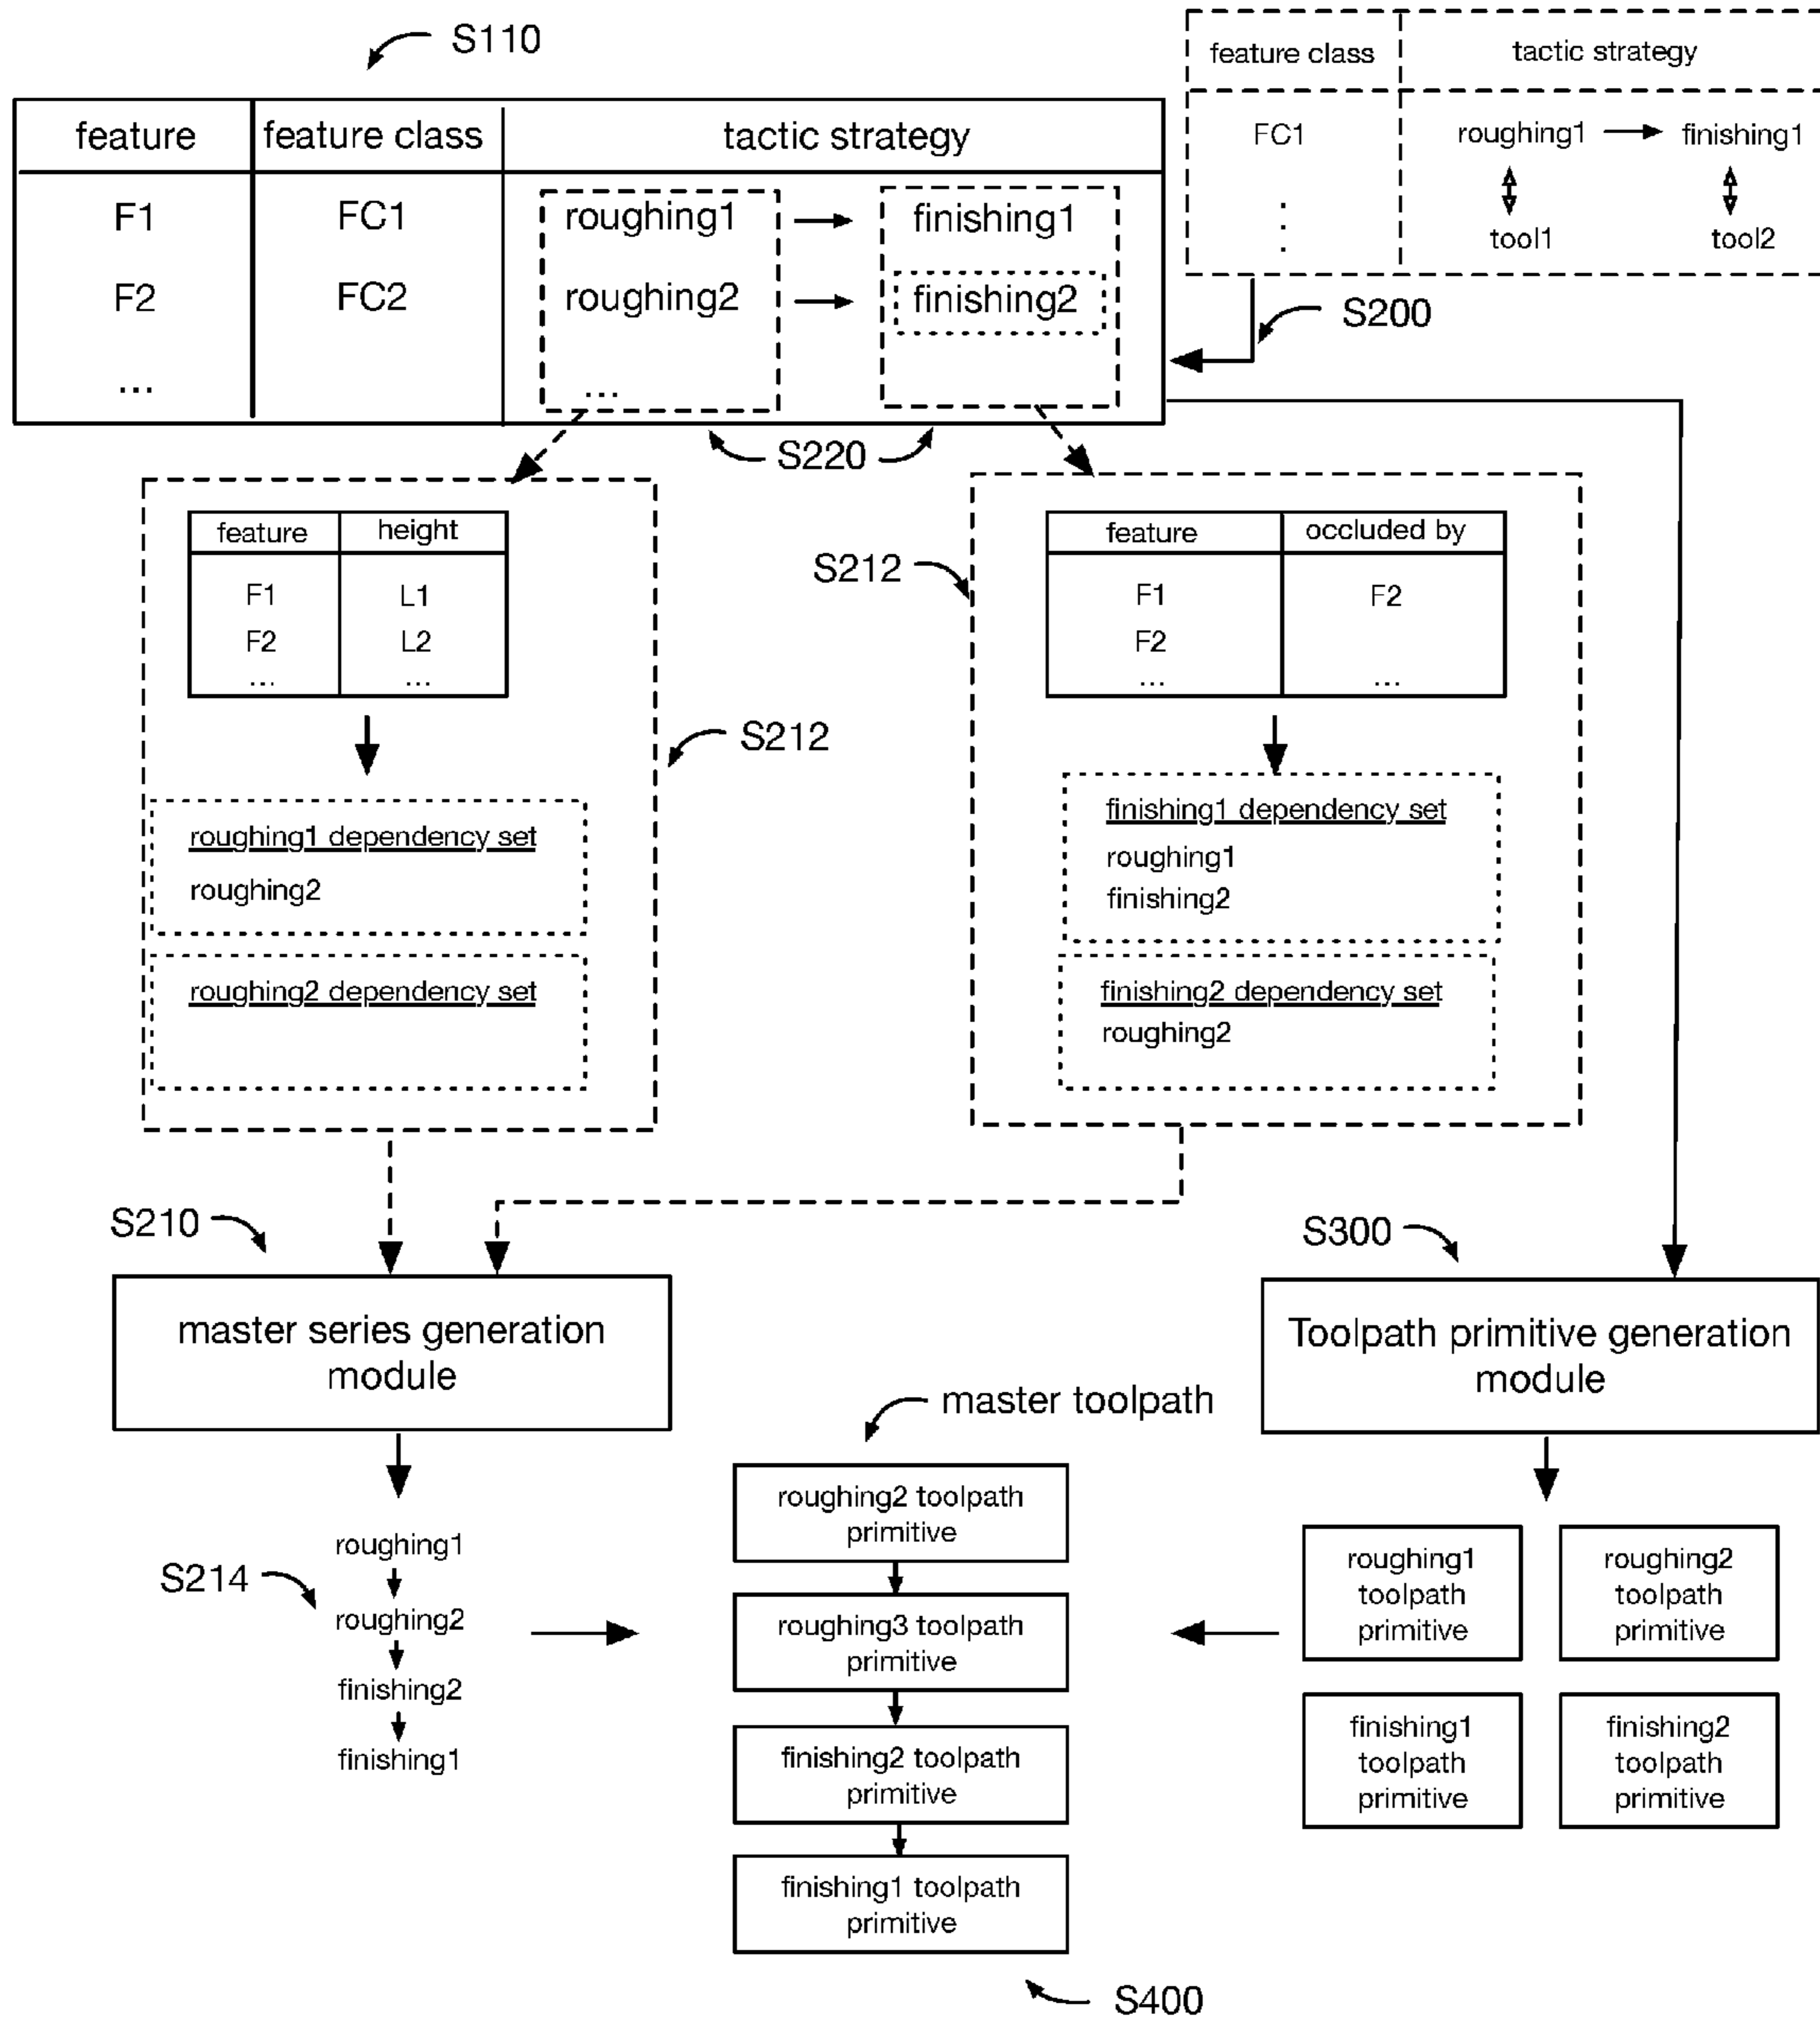 S110
feature class
tactic strategy
FC1
roughing1
finishing1
:
tool1
tool2
feature
feature class
tactic strategy
F1
FC1
roughing1
finishing1
F2
FC2
roughing2
finishing2
...
...
S200
S220
feature
height
F1
L1
F2
L2
...
...
S212
roughing1 dependency set
roughing2
roughing2 dependency set
S212
feature
occluded by
F1
F2
F2
...
...
finishing1 dependency set
roughing1
finishing2
finishing2 dependency set
roughing2
S210
master series generation
module
S300
Toolpath primitive generation
module
S214
roughing1
roughing2
finishing2
finishing1
master toolpath
roughing2 toolpath
primitive
roughing3 toolpath
primitive
finishing2 toolpath
primitive
finishing1 toolpath
primitive
S400
roughing1
toolpath
primitive
roughing2
toolpath
primitive
finishing1
toolpath
primitive
finishing2
toolpath
primitive